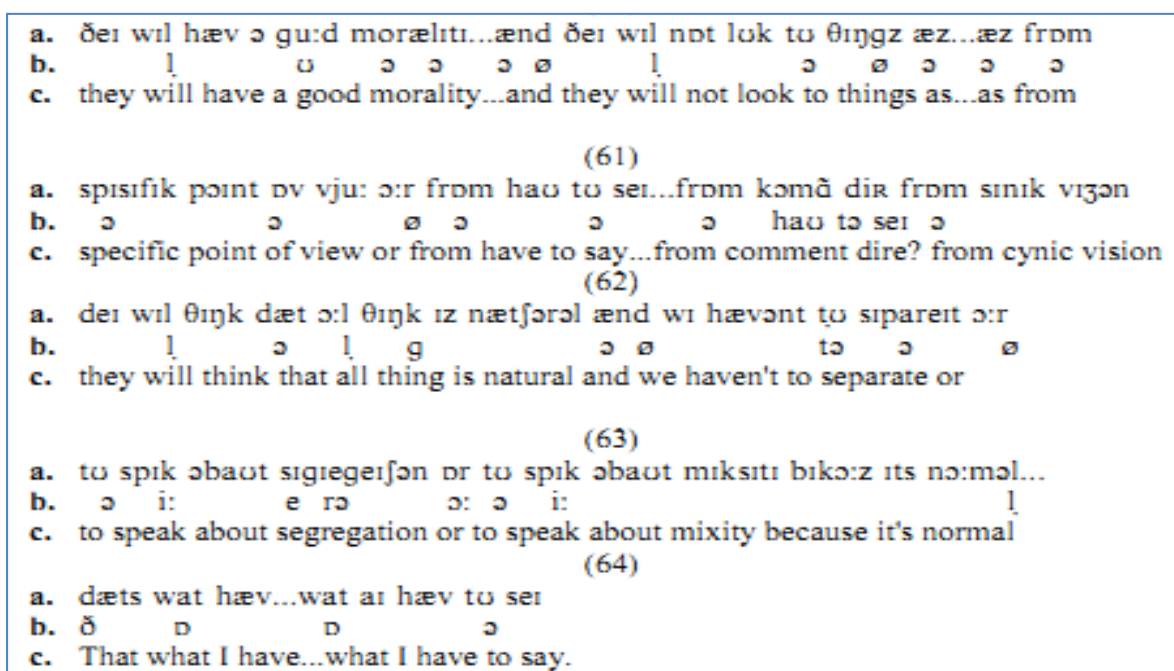 a. ðeɪ wɪl hæv ə guːd morælɪtɪ...ænd ðeɪ wɪl nɒt lʊk tʊ θɪŋgz æz...æz frɒm
b. l̩ ʊ ə ə ə ø l̩ ə ø ə ə ə
c. they will have a good morality...and they will not look to things as...as from
(61)
a. spɪsɪfɪk pɔɪnt ɒv vjuː ɔːr frɒm haʊ tʊ seɪ...frɒm kɔmɑ̃ diʀ frɒm sɪnɪk vɪʒən
b. ə ə ø ə ə ə haʊ tə seɪ ə
c. specific point of view or from have to say...from comment dire? from cynic vision
(62)
a. deɪ wɪl θɪŋk dæt ɔːl θɪŋk ɪz nætʃərəl ænd wɪ hævənt tʊ sɪpareɪt ɔːr
b. l̩ ə l̩ g ə ø tə ə ø
c. they will think that all thing is natural and we haven't to separate or
(63)
a. tʊ spɪk əbaʊt sɪgɪegeɪʃən ɒr tʊ spɪk əbaʊt mɪksɪtɪ bɪkɔːz ɪts nɔːməl...
b. ə iː e rə ɔː ə iː l̩
c. to speak about segregation or to speak about mixity because it's normal
(64)
a. dæts wat hæv...wat aɪ hæv tʊ seɪ
b. ð ɒ ɒ ə
c. That what I have...what I have to say.